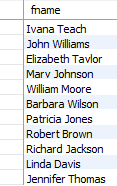 fname
Ivana Teach
John Williams
Elizabeth Taylor
Mary Johnson
William Moore
Barbara Wilson
Patricia Jones
Robert Brown
Richard Jackson
Linda Davis
Jennifer Thomas